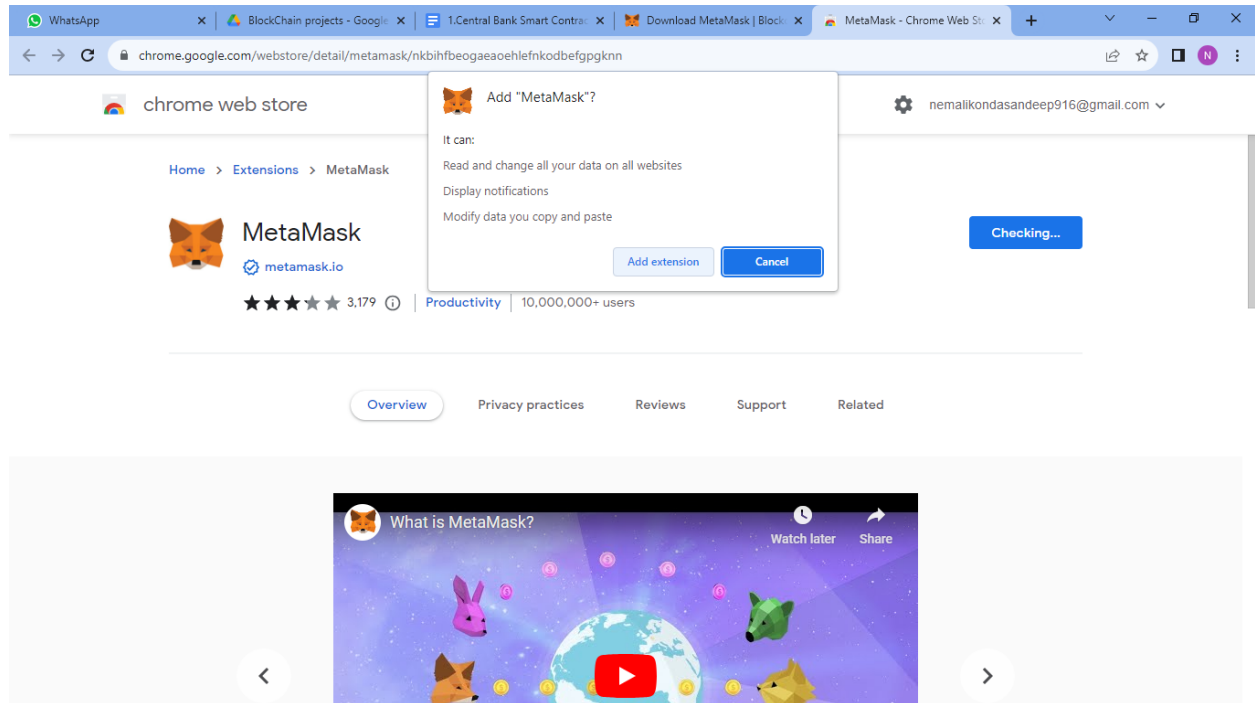 WhatsApp
BlockChain projects - Google
1.Central Bank Smart Contrac
Download MetaMask | Blocka
MetaMask - Chrome Web Sto
chrome.google.com/webstore/detail/metamask/nkbihfbeogaeaoehlefnkodbefgpgknn
N
chrome web store
nemalikondasandeep916@gmail.com
Add "MetaMask"?
It can:
Read and change all your data on all websites
Display notifications
Modify data you copy and paste
Add extension
Cancel
Home > Extensions > MetaMask
MetaMask
metamask.io
3,179
Productivity
10,000,000+ users
Checking...
Overview
Privacy practices
Reviews
Support
Related
What is MetaMask?
Watch later
Share